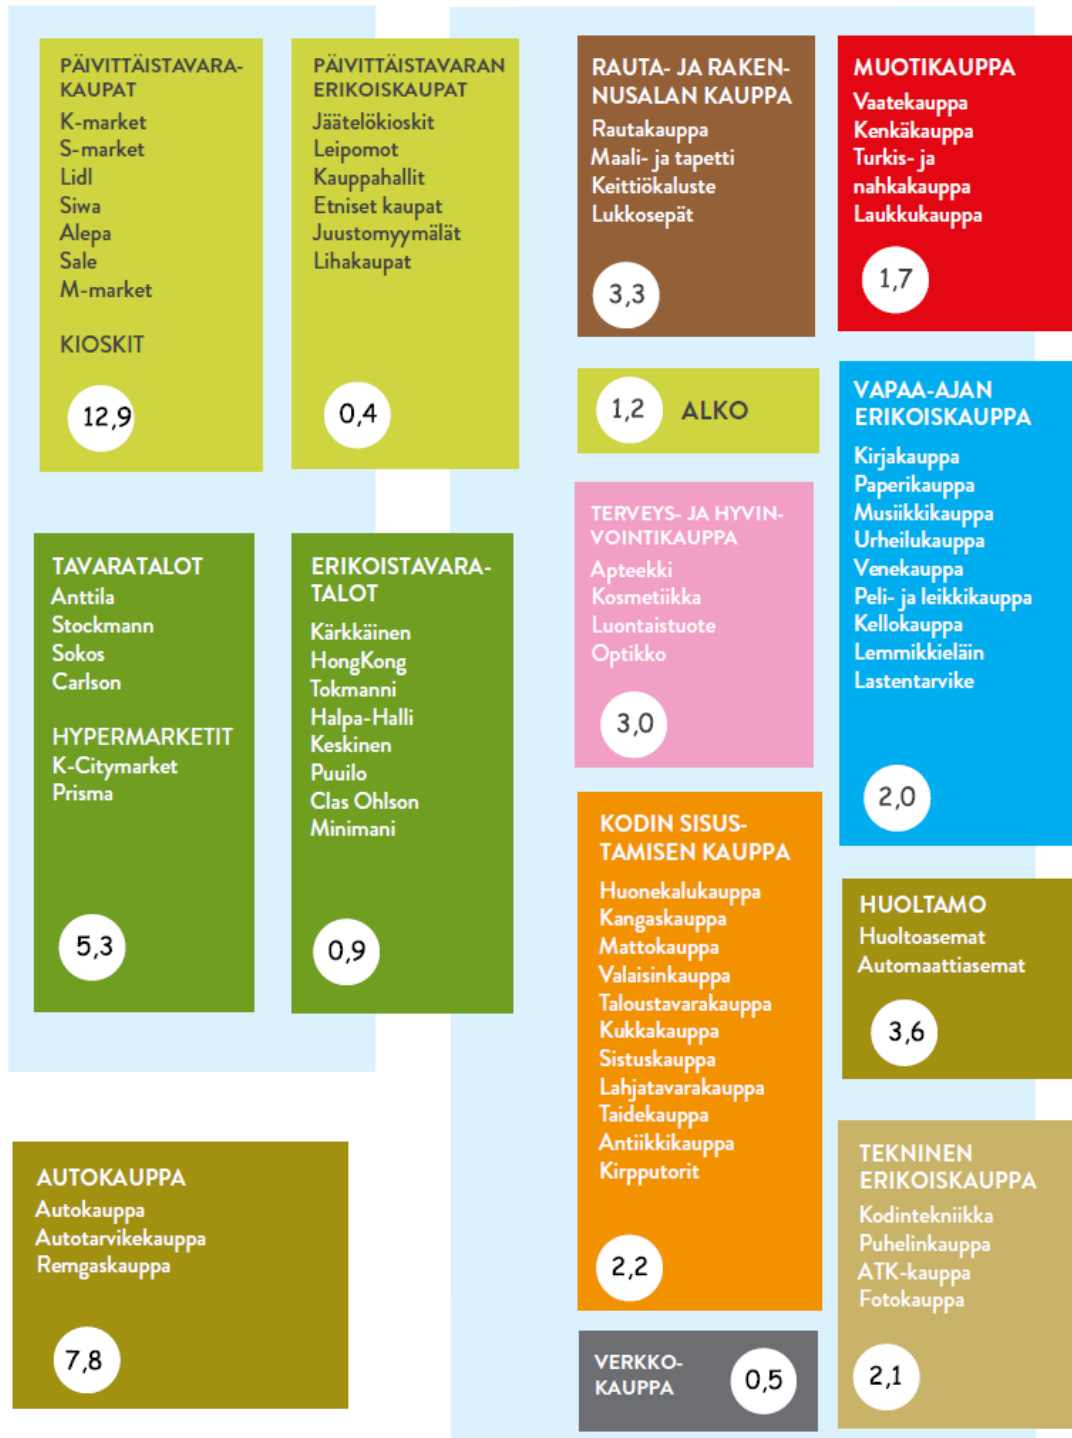 PÄIVITTÄISTAVARA-
KAUPAT
K-market
S-market
Lidl
Siwa
Alepa
Sale
M-market
KIOSKIT
12,9
PÄIVITTÄISTAVARAN
ERIKOISKAUPAT
Jäätelökioskit
Leipomot
Kauppahallit
Etniset kaupat
Juustomyymälät
Lihakaupat
0,4
TAVARATALOT
Anttila
Stockmann
Sokos
Carlson
HYPERMARKETIT
K-Citymarket
Prisma
5,3
ERIKOISTAVARA-
TALOT
Kärkkäinen
HongKong
Tokmanni
Halpa-Halli
Keskinen
Puuilo
Clas Ohlson
Minimani
0,9
AUTOKAUPPA
Autokauppa
Autotarvikekauppa
Remgaskauppa
7,8
RAUTA- JA RAKEN-
NUSALAN KAUPPA
Rautakauppa
Maali- ja tapetti
Keittiökaluste
Lukkosepät
3,3
1,2 ALKO
TERVEYS- JA HYVIN-
VOINTIKAUPPA
Apteekki
Kosmetiikka
Luontaistuote
Optikko
3,0
KODIN SISUS-
TAMISEN KAUPPA
Huonekalukauppa
Kangaskauppa
Mattokauppa
Valaisinkauppa
Taloustavarakauppa
Kukkakauppa
Sistuskauppa
Lahjatavarakauppa
Taidekauppa
Antiikkikauppa
Kirpputorit
2,2
VERKKO-
KAUPPA
0,5
MUOTIKAUPPA
Vaatekauppa
Kenkäkauppa
Turkis- ja
nahkakauppa
Laukkukauppa
1,7
VAPAA-AJAN
ERIKOISKAUPPA
Kirjakauppa
Paperikauppa
Musiikkikauppa
Urheilukauppa
Venekauppa
Peli- ja leikkikauppa
Kellokauppa
Lemmikkieläin
Lastentarvike
2,0
HUOLTAMO
Huoltoasemat
Automaattiasemat
3,6
TEKNINEN
ERIKOISKAUPPA
Kodintekniikka
Puhelinkauppa
ATK-kauppa
Fotokauppa
2,1